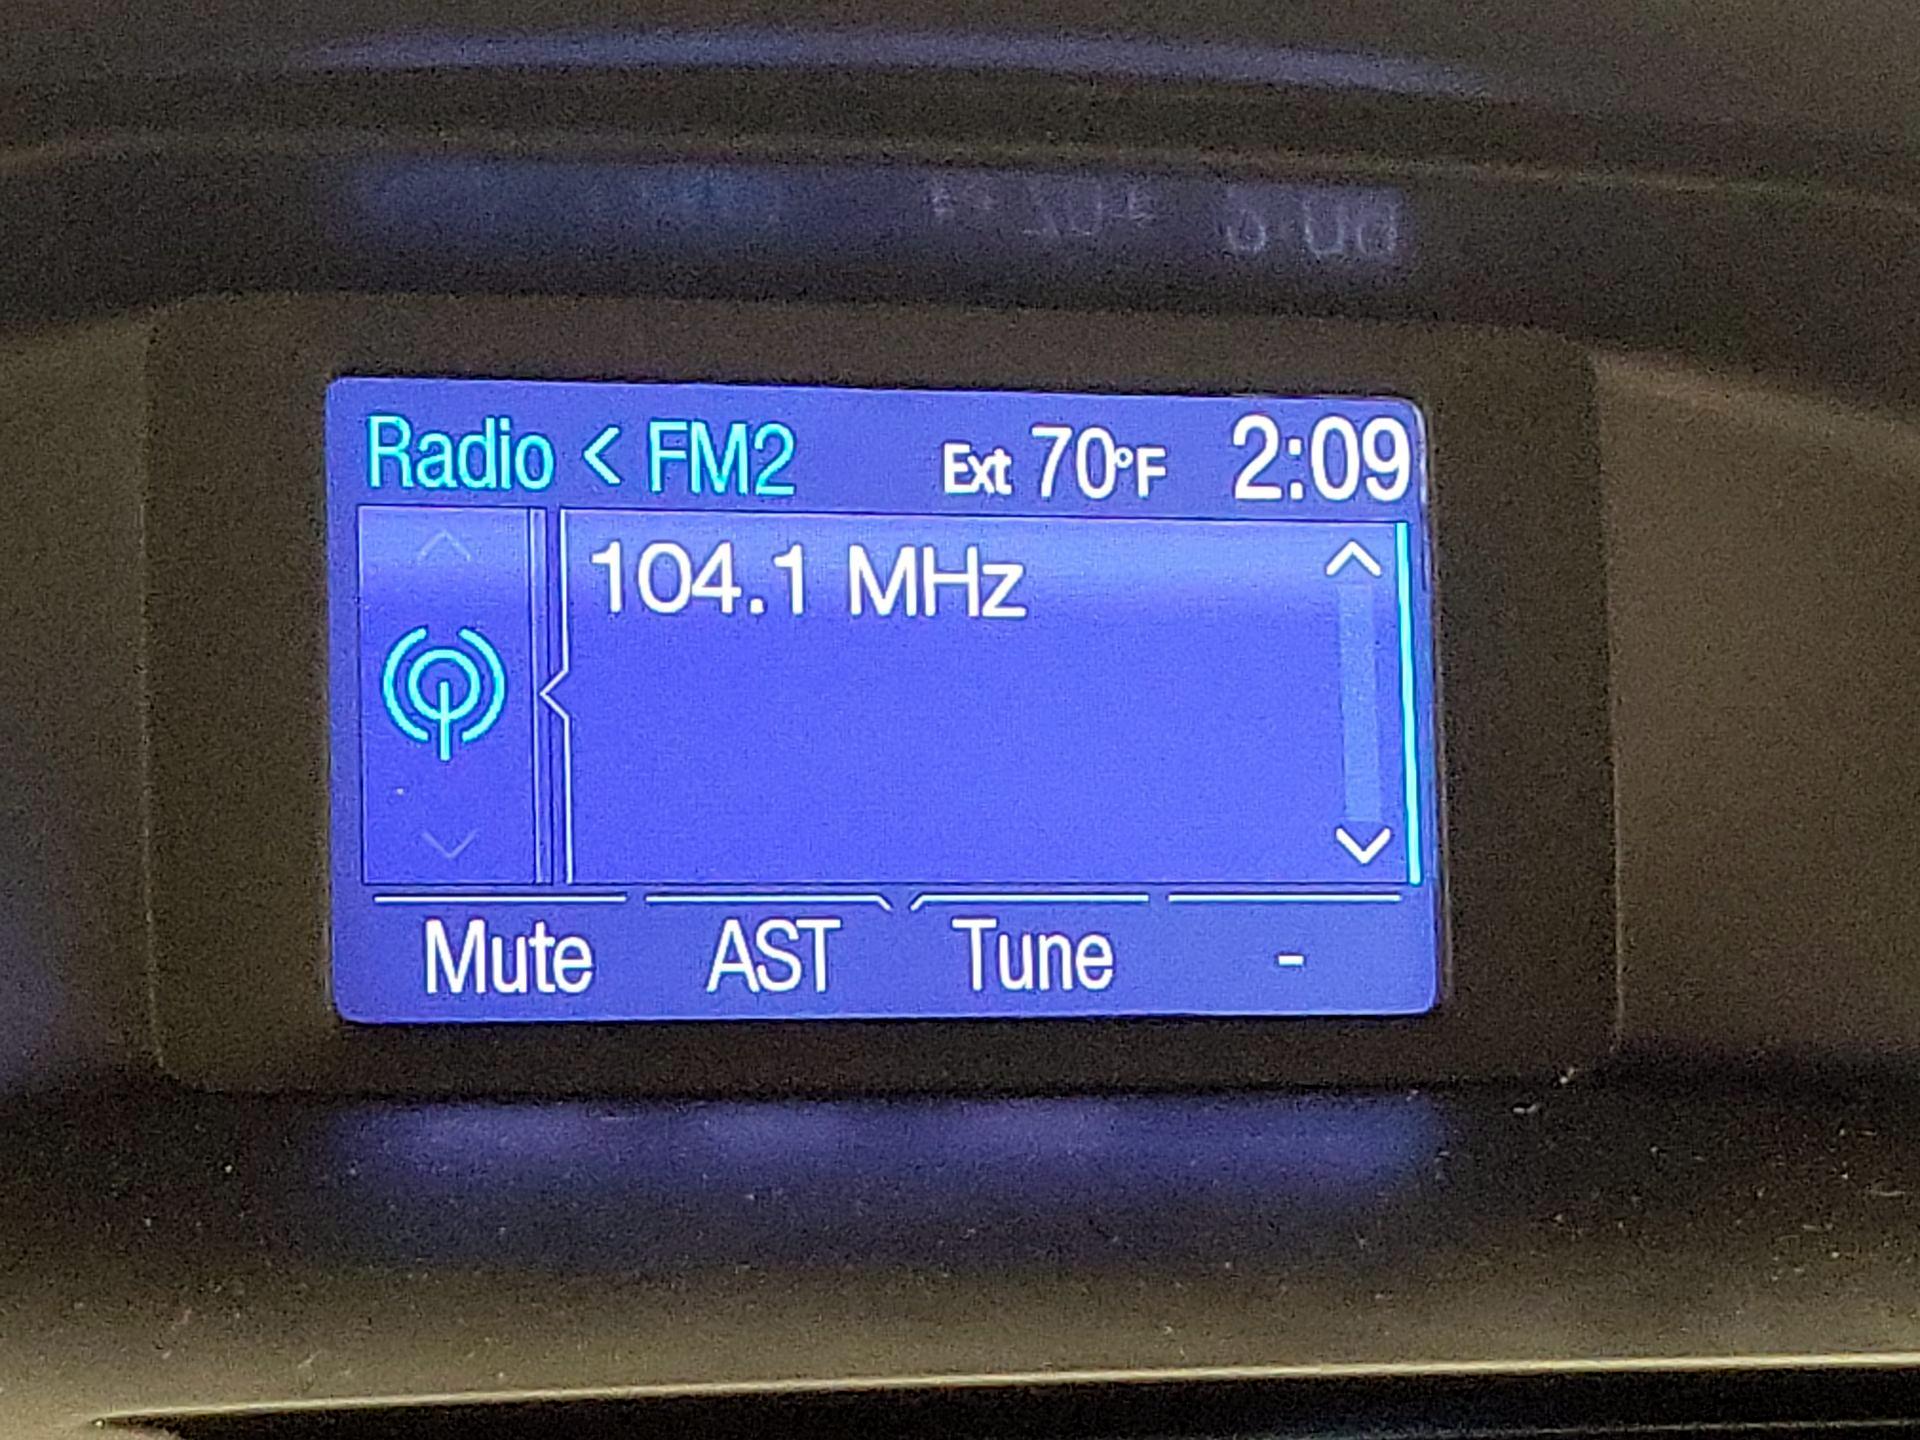 Radio < FM2 Ext 70°F 2:09
104.1 MHz
Mute AST Tune -